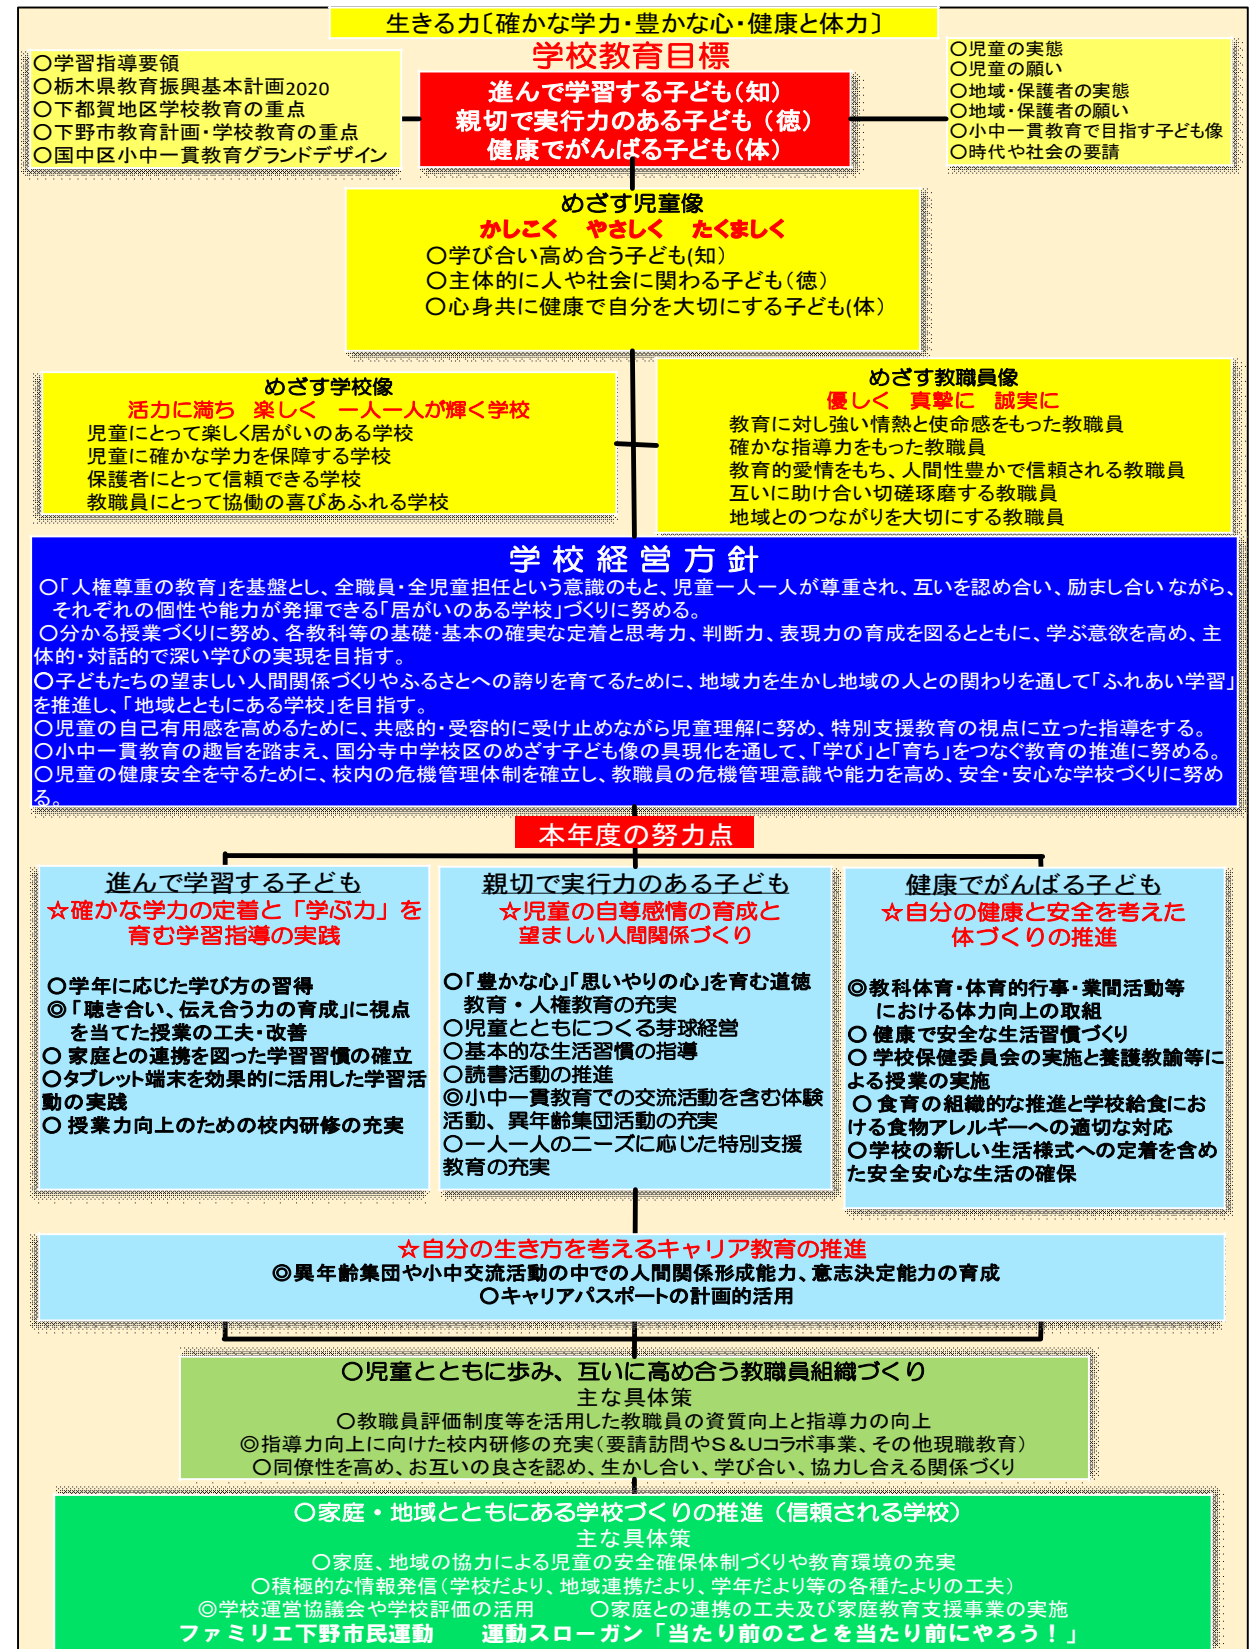 生きる力〔確かな学力・豊かな心・健康と体力〕
学校教育目標
○学習指導要領
○栃木県教育振興基本計画2020
○下都賀地区学校教育の重点
○下野市教育計画・学校教育の重点
○国中区小中一貫教育グランドデザイン
進んで学習する子ども(知)
親切で実行力のある子ども(徳)
健康でがんばる子ども(体)
○児童の実態
○児童の願い
○地域・保護者の実態
○地域・保護者の願い
○小中一貫教育で目指す子ども像
○時代や社会の要請
めざす児童像
かしこく やさしく たくましく
○学び合い高め合う子ども(知)
○主体的に人や社会に関わる子ども(徳)
○心身共に健康で自分を大切にする子ども(体)
めざす学校像
活力に満ち 楽しく 一人一人が輝く学校
児童にとって楽しく居がいのある学校
児童に確かな学力を保障する学校
保護者にとって信頼できる学校
教職員にとって協働の喜びあふれる学校
めざす教職員像
優しく 真摯に 誠実に
教育に対し強い情熱と使命感をもった教職員
確かな指導力をもった教職員
教育的愛情をもち、人間性豊かで信頼される教職員
互いに助け合い切磋琢磨する教職員
地域とのつながりを大切にする教職員
学校経営方針
○「人権尊重の教育」を基盤とし、全職員・全児童担任という意識のもと、児童一人一人が尊重され、互いを認め合い、励まし合いながら、
それぞれの個性や能力が発揮できる「居がいのある学校」づくりに努める。
○分かる授業づくりに努め、各教科等の基礎・基本の確実な定着と思考力、判断力、表現力の育成を図るとともに、学ぶ意欲を高め、主
体的・対話的で深い学びの実現を目指す。
○子どもたちの望ましい人間関係づくりやふるさとへの誇りを育てるために、地域力を生かし地域の人との関わりを通して「ふれあい学習」
を推進し、「地域とともにある学校」を目指す。
○児童の自己有用感を高めるために、共感的・受容的に受け止めながら児童理解に努め、特別支援教育の視点に立った指導をする。
○小中一貫教育の趣旨を踏まえ、国分寺中学校区のめざす子ども像の具現化を通して、「学び」と「育ち」をつなぐ教育の推進に努める。
○児童の健康安全を守るために、校内の危機管理体制を確立し、教職員の危機管理意識や能力を高め、安全・安心な学校づくりに努め
る。
本年度の努力点
進んで学習する子ども
☆確かな学力の定着と「学ぶ力」を
育む学習指導の実践
○学年に応じた学び方の習得
◎「聴き合い、伝え合う力の育成」に視点
を当てた授業の工夫・改善
○ 家庭との連携を図った学習習慣の確立
○タブレット端末を効果的に活用した学習活
動の実践
○ 授業力向上のための校内研修の充実
親切で実行力のある子ども
☆児童の自尊感情の育成と
望ましい人間関係づくり
○「豊かな心」「思いやりの心」を育む道徳
教育・人権教育の充実
○児童とともにつくる芽球経営
○基本的な生活習慣の指導
○読書活動の推進
◎小中一貫教育での交流活動を含む体験
活動、異年齢集団活動の充実
○一人一人のニーズに応じた特別支援
教育の充実
健康でがんばる子ども
☆自分の健康と安全を考えた
体づくりの推進
◎教科体育・体育的行事・業間活動等
における体力向上の取組
○ 健康で安全な生活習慣づくり
○ 学校保健委員会の実施と養護教諭等に
よる授業の実施
○ 食育の組織的な推進と学校給食にお
ける食物アレルギーへの適切な対応
○学校の新しい生活様式への定着を含め
た安全安心な生活の確保
☆自分の生き方を考えるキャリア教育の推進
◎異年齢集団や小中交流活動の中での人間関係形成能力、意志決定能力の育成
○キャリアパスポートの計画的活用
○児童とともに歩み、互いに高め合う教職員組織づくり
主な具体策
○教職員評価制度等を活用した教職員の資質向上と指導力の向上
◎指導力向上に向けた校内研修の充実(要請訪問やS&Uコラボ事業、その他現職教育)
○同僚性を高め、お互いの良さを認め、生かし合い、学び合い、協力し合える関係づくり
○家庭・地域とともにある学校づくりの推進(信頼される学校)
主な具体策
○家庭、地域の協力による児童の安全確保体制づくりや教育環境の充実
○積極的な情報発信(学校だより、地域連携だより、学年だより等の各種たよりの工夫)
◎学校運営協議会や学校評価の活用 ○家庭との連携の工夫及び家庭教育支援事業の実施
ファミリエ下野市民運動 運動スローガン「当たり前のことを当たり前にやろう!」